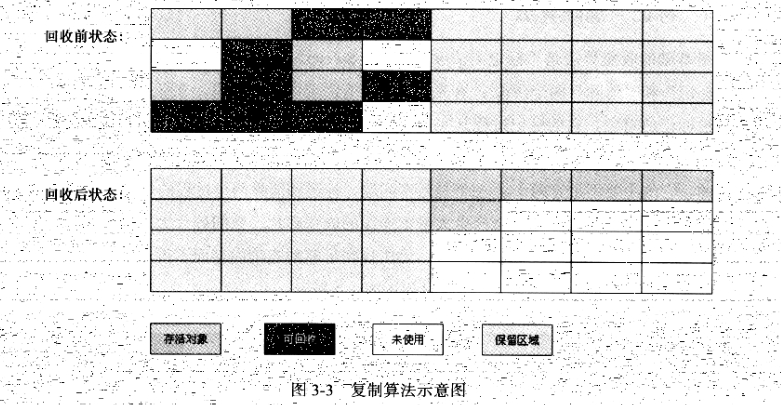 回收前状态：
回收后状态：
存活对象
可回收
未使用
保留区域
图 3-3 复制算法示意图